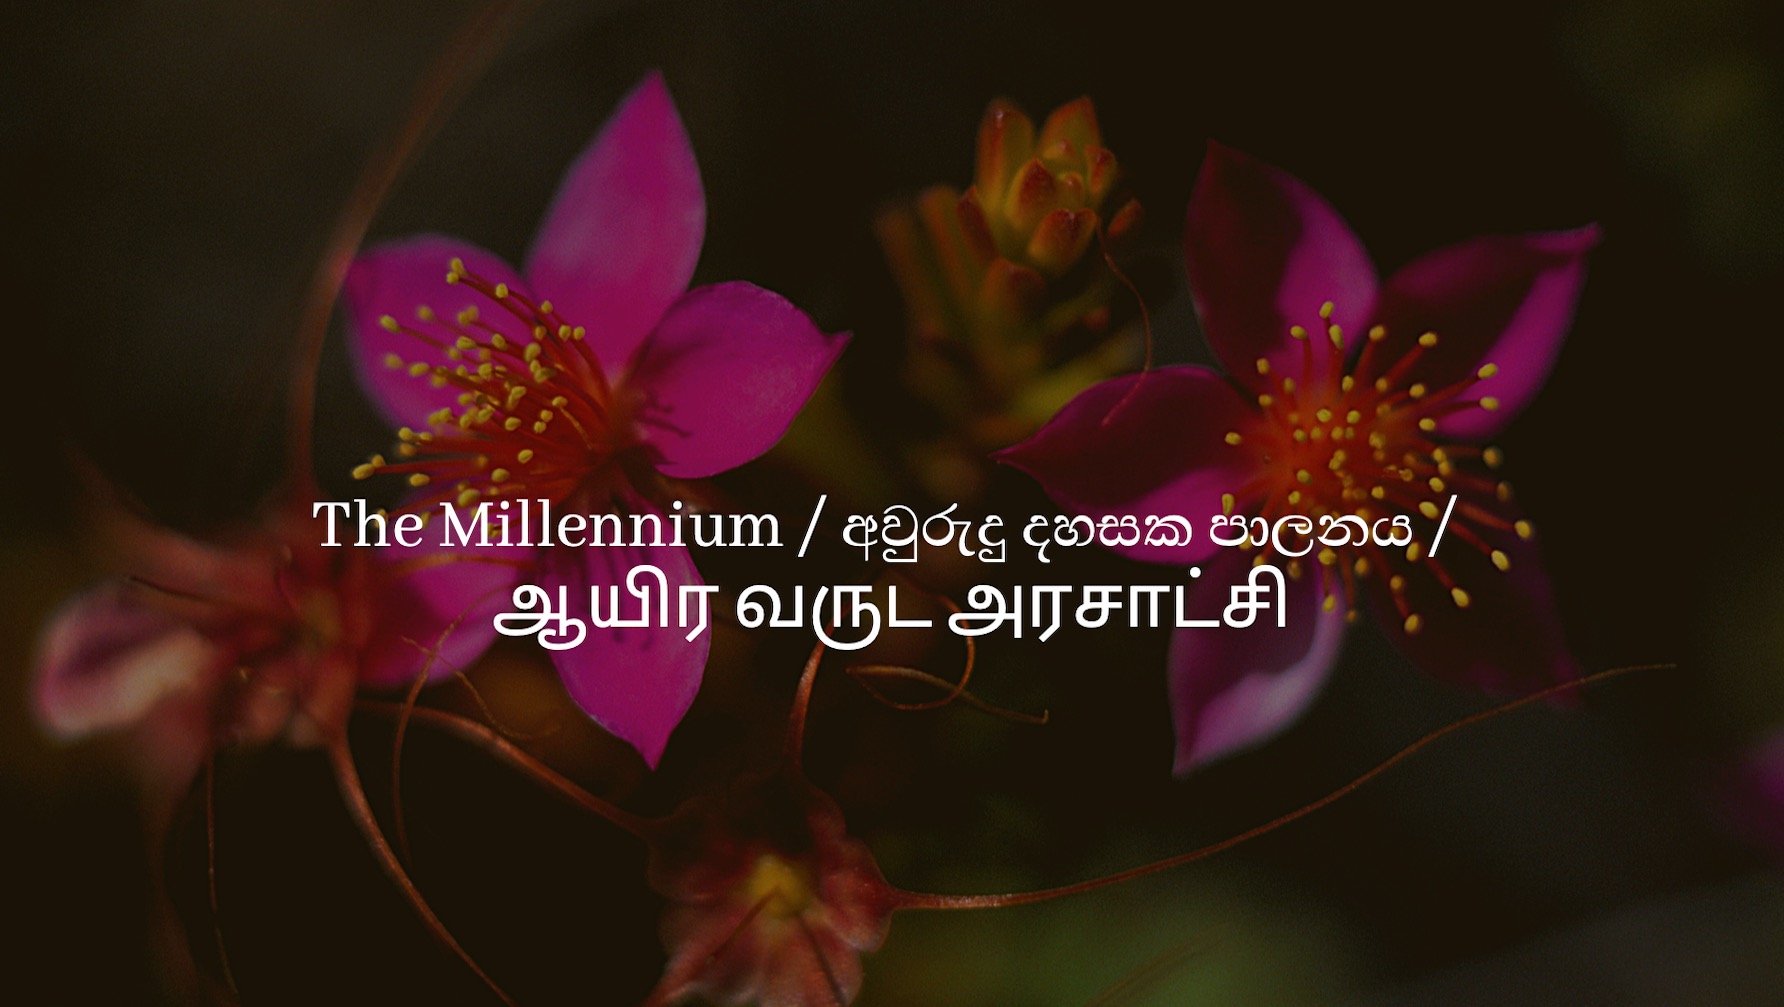 The Millennium / අවුරුදු දහසක පාලනය /
ஆயிர வருட அரசாட்சி